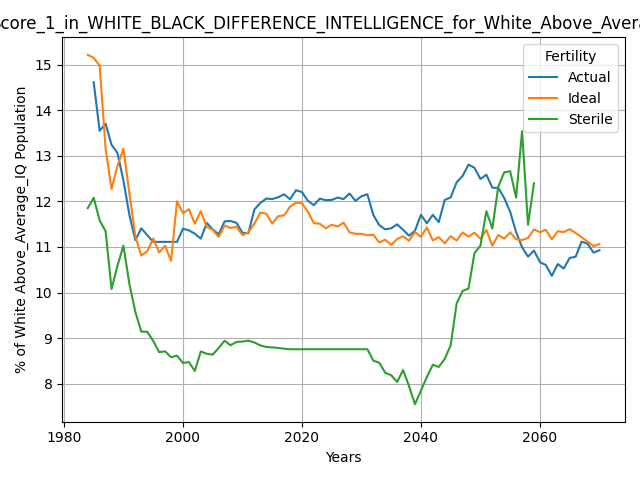 core_1_in_WHITE_BLACK_DIFFERENCE_INTELLIGENCE_for_White_Above_Avera
Fertility
Actual
Ideal
Sterile
% of White Above_Average_IQ Population
15
14
13
12
11
10
9
8
1980
2000
2020
2040
2060
Years